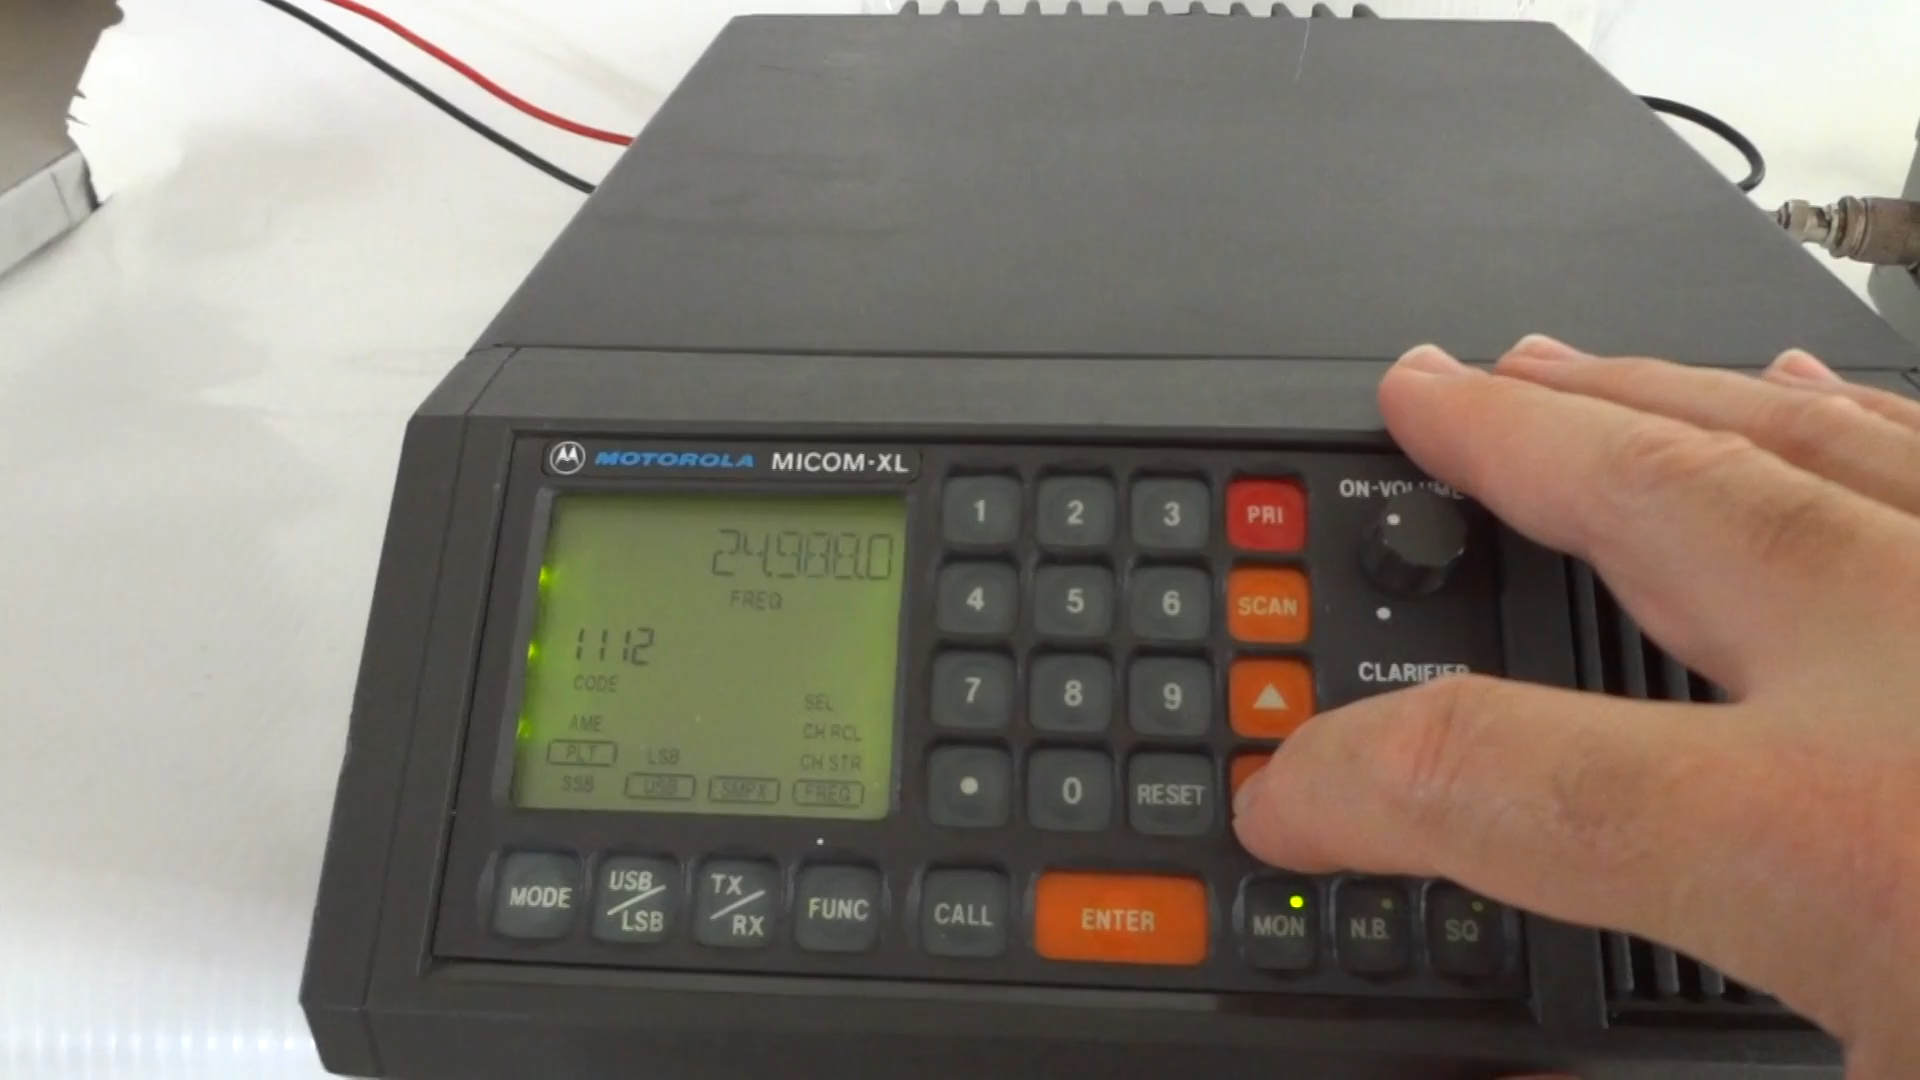 MOTOROLA MICOM-XL
24.988.0
FREQ
1112
CODE
SEL
AME
CH RCL
PLT
LSB
CH STR
SSB
USB
SMPX
FREQ
1
2
3
PRI
4
5
6
SCAN
7
8
9
0
RESET
ON-VOLUME
CLARIFIER
MODE
USB/LSB
TX/RX
FUNC
CALL
ENTER
MON
N.B.
SQ